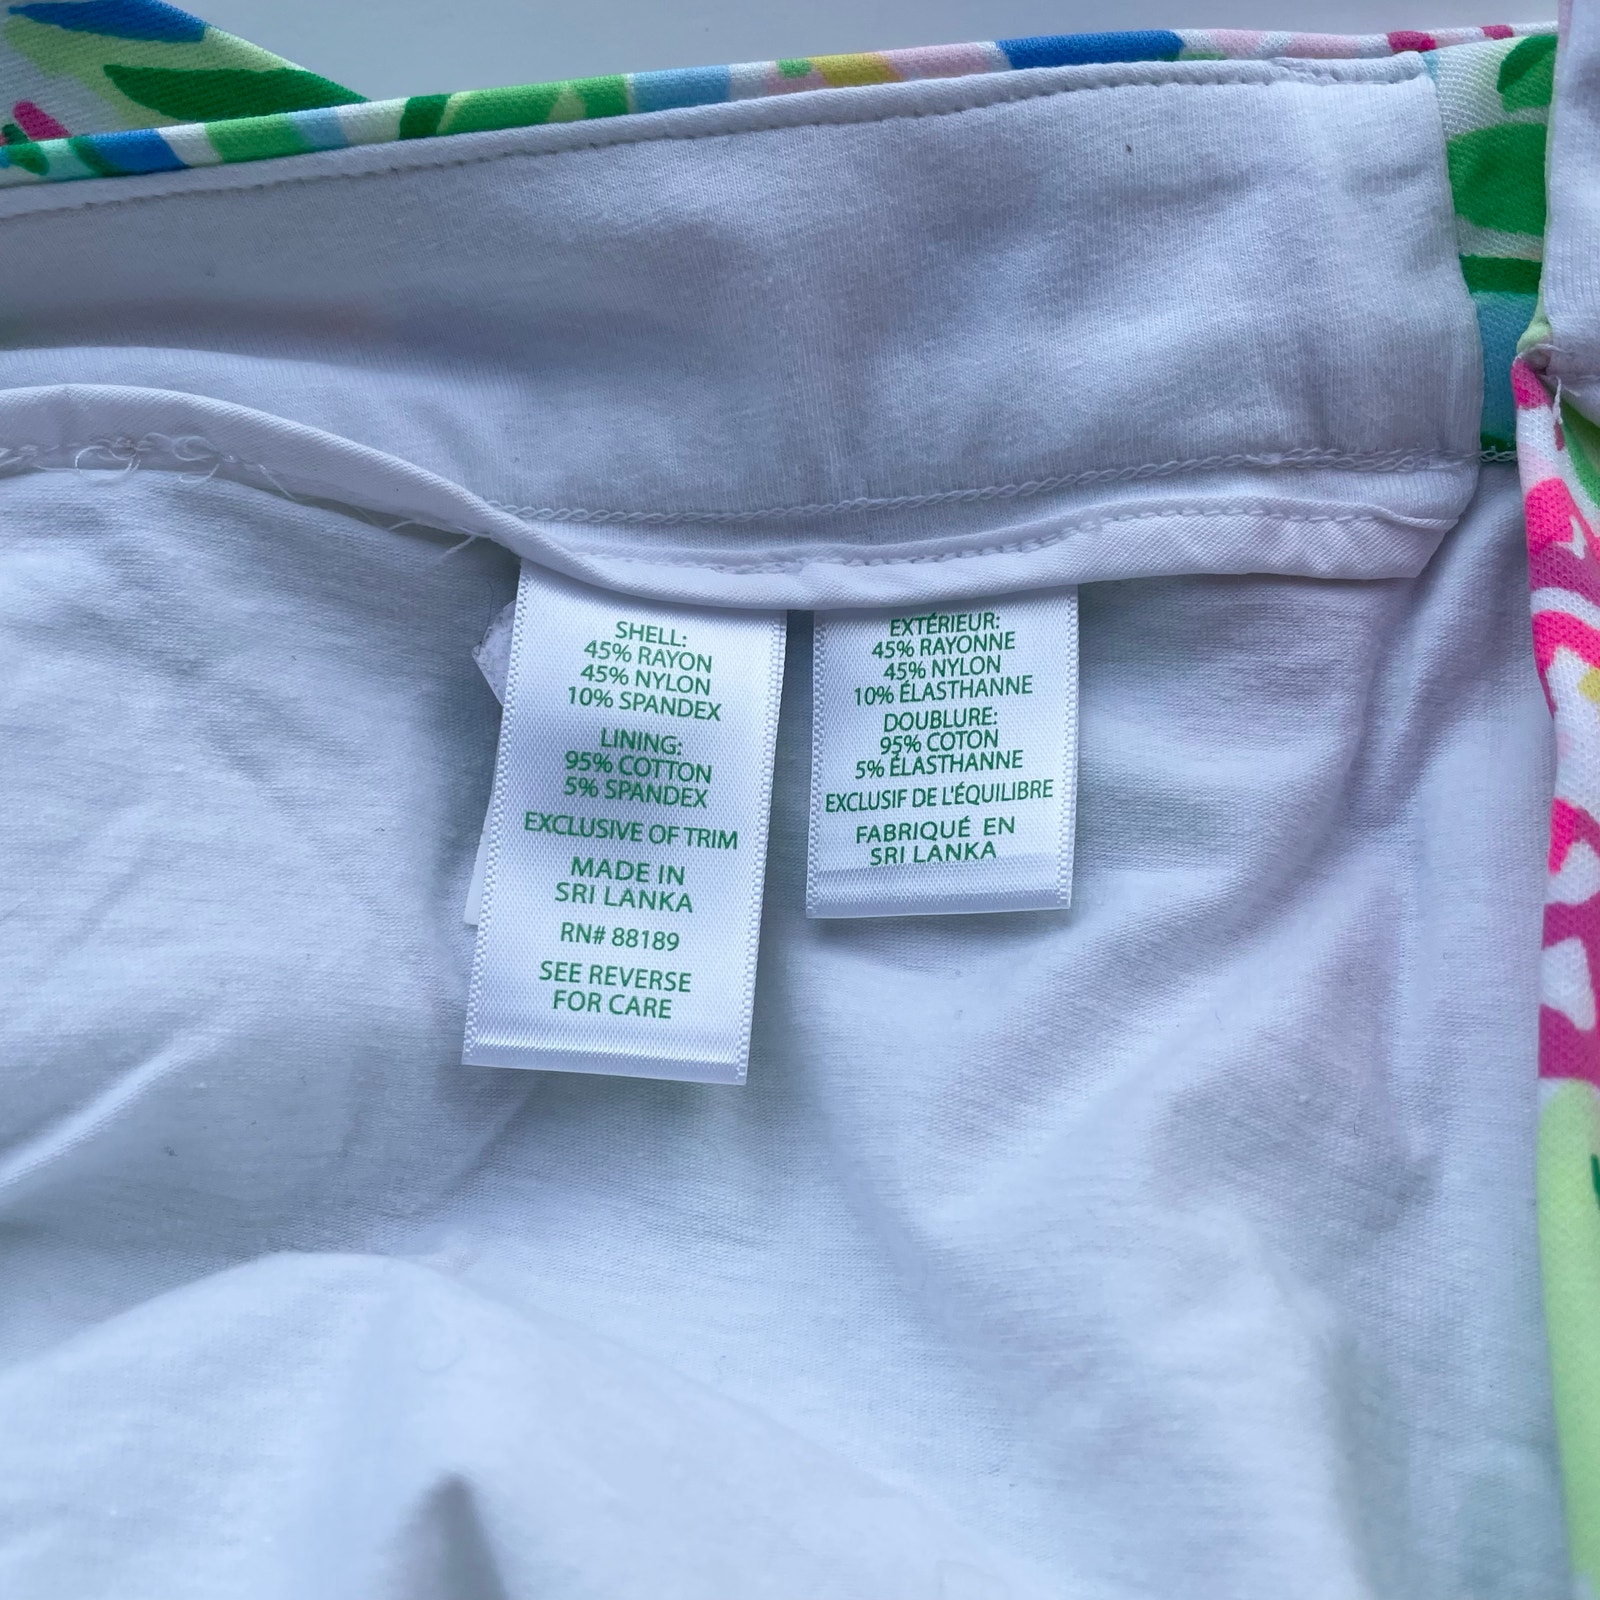 SHELL:
45% RAYON
45% NYLON
10% SPANDEX
LINING:
95% COTTON
5% SPANDEX
EXCLUSIVE OF TRIM
MADE IN
SRI LANKA
RN# 88189
SEE REVERSE
FOR CARE
EXTÉRIEUR:
45% RAYONNE
45% NYLON
10% ÉLASTHANNE
DOUBLURE:
95% COTON
5% ÉLASTHANNE
EXCLUSIF DE L'ÉQUILIBRE
FABRIQUÉ EN
SRI LANKA